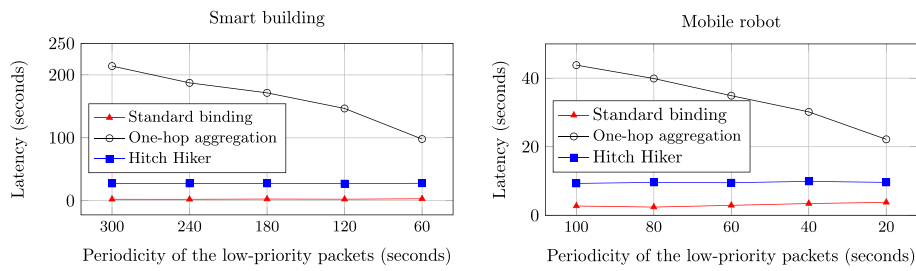 Smart building
Latency (seconds)
250
200
100
0
Standard binding
One-hop aggregation
Hitch Hiker
300 240 180 120 60
Periodicity of the low-priority packets (seconds)
Mobile robot
Latency (seconds)
40
20
0
Standard binding
One-hop aggregation
Hitch Hiker
100 80 60 40 20
Periodicity of the low-priority packets (seconds)